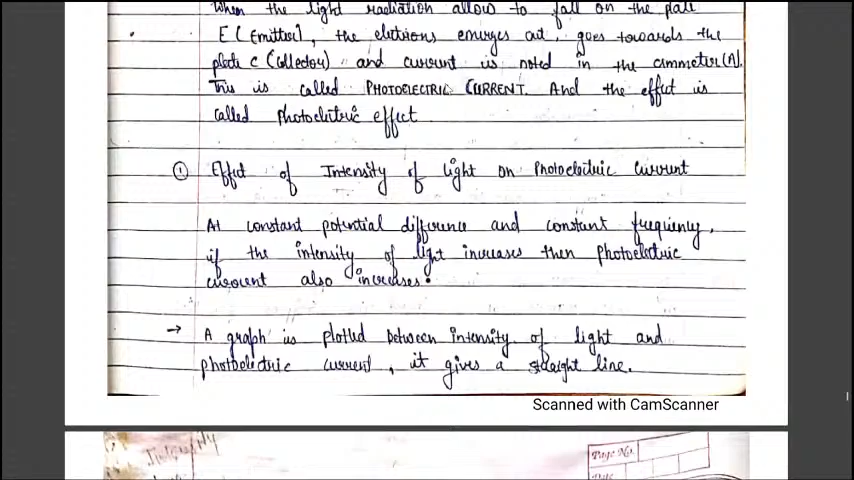 When the light radiation allow to fall on the plate
E (Emitter), the electrons emerges out, goes towards the
plate C (Collector) and current is noted in the ammeter (A).
This is called PHOTOELECTRIC CURRENT. And the effect is
called Photoelectric effect
① Effect of Intensity of light on Photoelectric current
At constant potential difference and constant frequency,
if the intensity of light increases then Photoelectric
current also increases.
→ A graph is plotted between intensity of light and
photoelectric current, it gives a straight line.
Scanned with CamScanner
Intensity
Page No.
Date